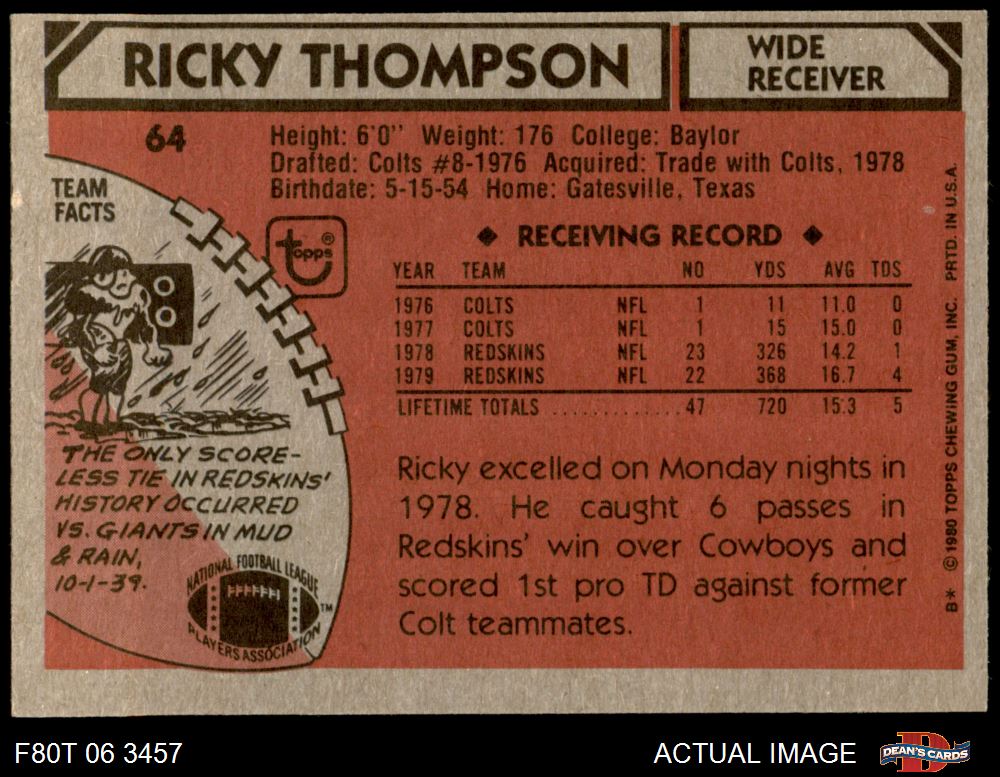 RICKY THOMPSON
WIDE
RECEIVER
64
Height: 6'0" Weight: 176 College: Baylor
Drafted: Colts #8-1976 Acquired: Trade with Colts, 1978
Birthdate: 5-15-54 Home: Gatesville, Texas
TEAM
FACTS
topps®
◆ RECEIVING RECORD ◆
YEAR TEAM NO YDS AVG TDS
1976 COLTS NFL 1 11 11.0 0
1977 COLTS NFL 1 15 15.0 0
1978 REDSKINS NFL 23 326 14.2 1
1979 REDSKINS NFL 22 368 16.7 4
LIFETIME TOTALS ............. 47 720 15.3 5
00
THE ONLY SCORE-
LESS TIE IN REDSKINS'
HISTORY OCCURRED
VS. GIANTS IN MUD
& RAIN,
10-1-39.
NATIONAL FOOTBALL LEAGUE
PLAYERS ASSOCIATION
TM
Ricky excelled on Monday nights in
1978. He caught 6 passes in
Redskins' win over Cowboys and
scored 1st pro TD against former
Colt teammates.
B* © 1980 TOPPS CHEWING GUM, INC. PRTD. IN U.S.A.
F80T 06 3457
ACTUAL IMAGE
D
DEAN'S CARDS